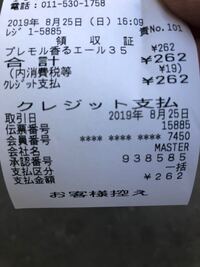 電話：011-530-1758
2019年 8月25日（日）16:09
ﾚｼﾞ 1-5885 責No.101
領 収 証
プレモル香るエール35 ¥262
合 計 ¥262
(内消費税等 ¥19)
ｸﾚｼﾞｯﾄ支払 ¥262
クレジット支払
取引日 2019年 8月25日
伝票番号 15885
会員番号 **** **** **** 7450
会社名 MASTER
承認番号 938585
支払区分 一括
支払金額 ¥262
お客様控え